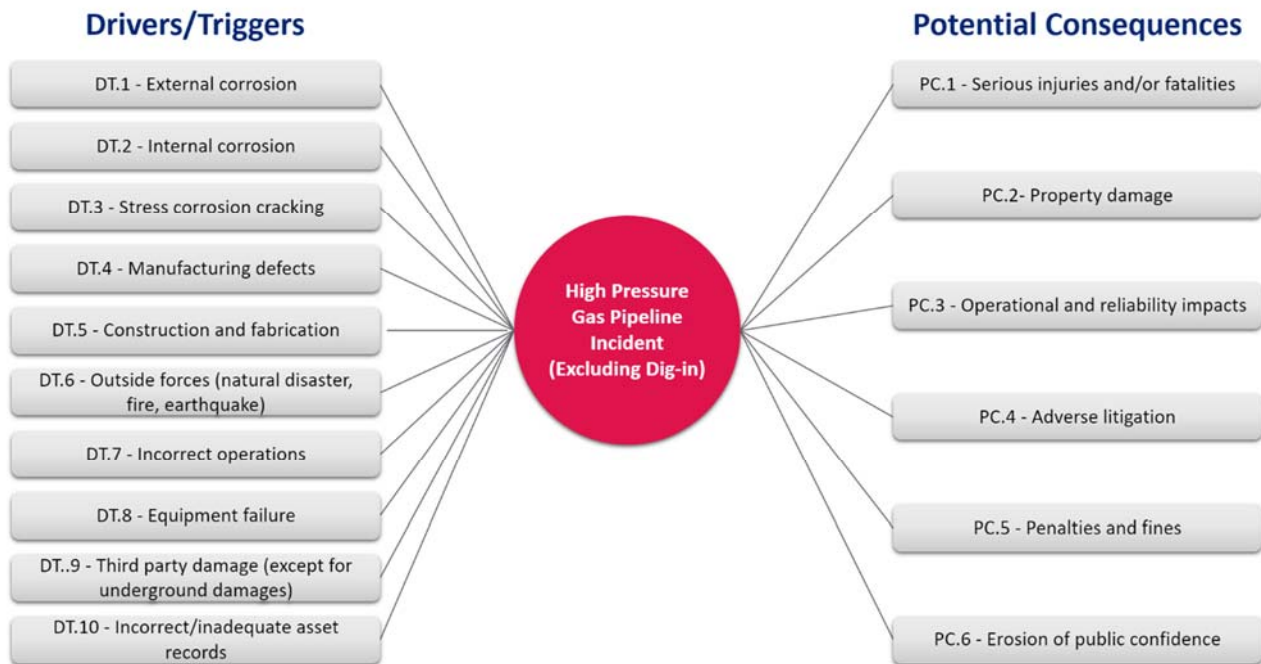 Drivers/Triggers
DT.1 - External corrosion
DT.2 - Internal corrosion
DT.3 - Stress corrosion cracking
DT.4 - Manufacturing defects
DT.5 - Construction and fabrication
DT.6 - Outside forces (natural disaster,
fire, earthquake)
DT.7 - Incorrect operations
DT.8 - Equipment failure
DT..9 - Third party damage (except for
underground damages)
DT.10 - Incorrect/inadequate asset
records
High Pressure
Gas Pipeline
Incident
(Excluding Dig-in)
Potential Consequences
PC.1 - Serious injuries and/or fatalities
PC.2- Property damage
PC.3 - Operational and reliability impacts
PC.4 - Adverse litigation
PC.5 - Penalties and fines
PC.6 - Erosion of public confidence